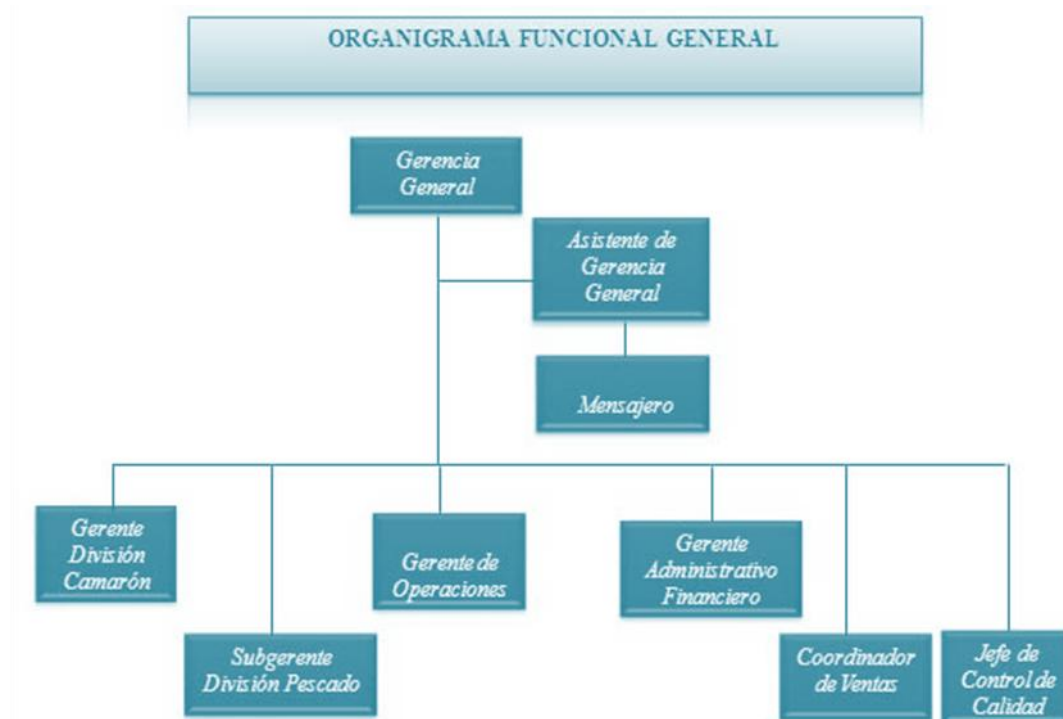 ORGANIGRAMA FUNCIONAL GENERAL
Gerencia
General
Asistente de
Gerencia
General
Mensajero
Gerente
División
Camarón
Gerente de
Operaciones
Gerente
Administrativo
Financiero
Subgerente
División Pescado
Coordinador
de Ventas
Jefe de
Control de
Calidad